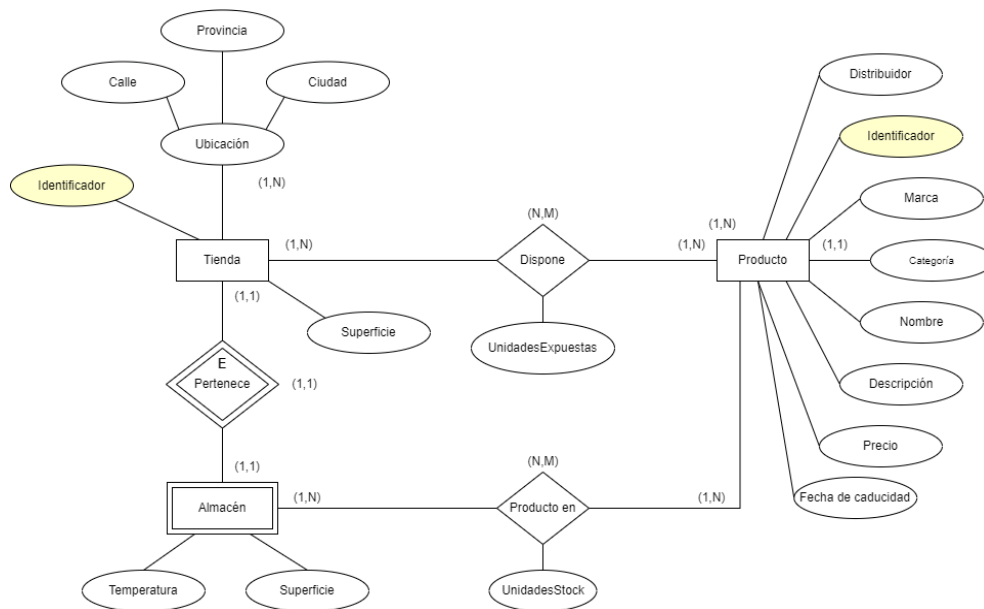 Provincia
Distribuidor
Calle
Ciudad
Ubicación
Identificador
(1,N)
Identificador
Marca
(N,M)
(1,N)
(1,N)
(1,N)
(1,1)
Tienda
Dispone
Producto
Categoría
(1,1)
Superficie
Nombre
UnidadesExpuestas
E
Pertenece
(1,1)
Descripción
Precio
(1,1)
(N,M)
(1,N)
(1,N)
Fecha de caducidad
Almacén
Producto en
Temperatura
Superficie
UnidadesStock